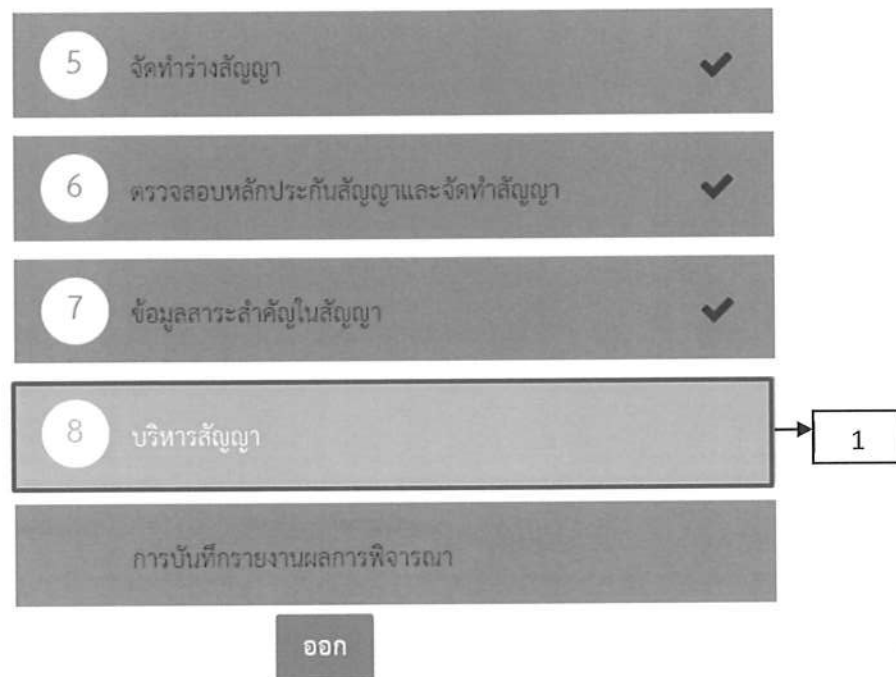 5 จัดทำร่างสัญญา
6 ตรวจสอบหลักประกันสัญญาและจัดทำสัญญา
7 ข้อมูลสาระสำคัญในสัญญา
8 บริหารสัญญา
1
การบันทึกรายงานผลการพิจารณา
ออก